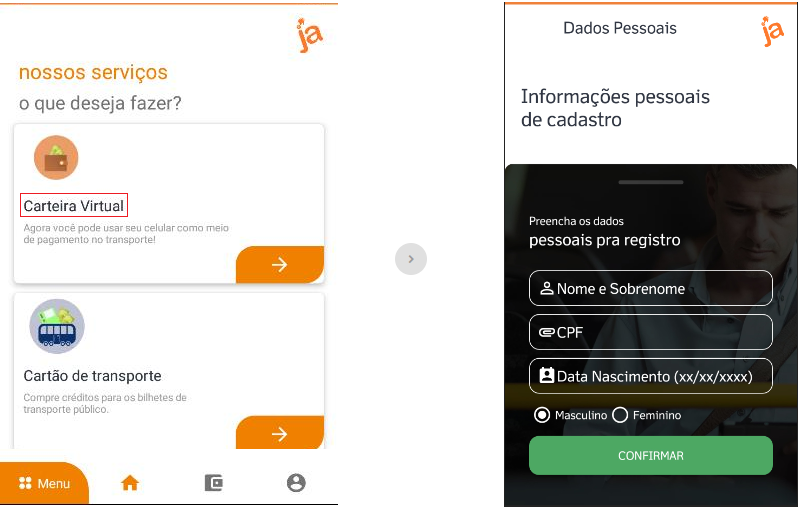 ja
nossos serviços
o que deseja fazer?
Carteira Virtual
Agora você pode usar seu celular como meio
de pagamento no transporte!
Cartão de transporte
Compre créditos para os bilhetes de
transporte público.
Menu
Dados Pessoais
ja
Informações pessoais
de cadastro
Preencha os dados
pessoais pra registro
Nome e Sobrenome
CPF
Data Nascimento (xx/xx/xxxx)
Masculino Feminino
CONFIRMAR